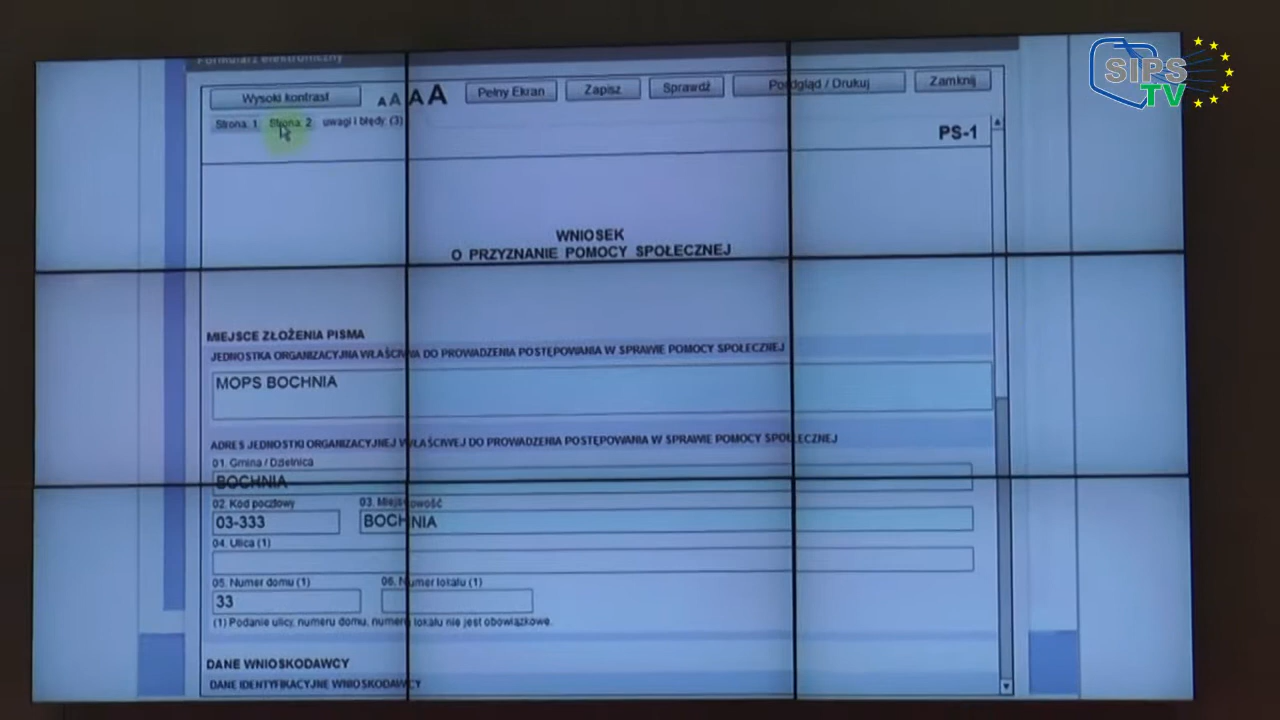 Formularz elektroniczny
SIPS
TV
Wysoki kontrast A A A A Pełny Ekran Zapisz Sprawdź Podgląd / Drukuj Zamknij
Strona: 1 Strona: 2 uwagi i błędy: (3)
PS-1
WNIOSEK
O PRZYZNANIE POMOCY SPOŁECZNEJ
MIEJSCE ZŁOŻENIA PISMA
JEDNOSTKA ORGANIZACYJNA WŁAŚCIWA DO PROWADZENIA POSTĘPOWANIA W SPRAWIE POMOCY SPOŁECZNEJ
MOPS BOCHNIA
ADRES JEDNOSTKI ORGANIZACYJNEJ WŁAŚCIWEJ DO PROWADZENIA POSTĘPOWANIA W SPRAWIE POMOCY SPOŁECZNEJ
01. Gmina / Dzielnica
BOCHNIA
02. Kod pocztowy 03. Miejscowość
03-333 BOCHNIA
04. Ulica (1)
05. Numer domu (1) 06. Numer lokalu (1)
33
(1) Podanie ulicy, numeru domu, numeru lokalu nie jest obowiązkowe.
DANE WNIOSKODAWCY
DANE IDENTYFIKACYJNE WNIOSKODAWCY